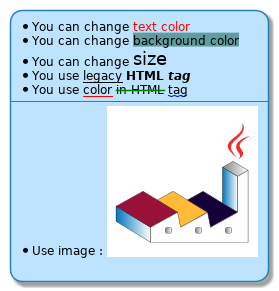 • You can change text color
• You can change background color
• You can change size
• You use legacy HTML tag
• You use color in HTML tag
• Use image :